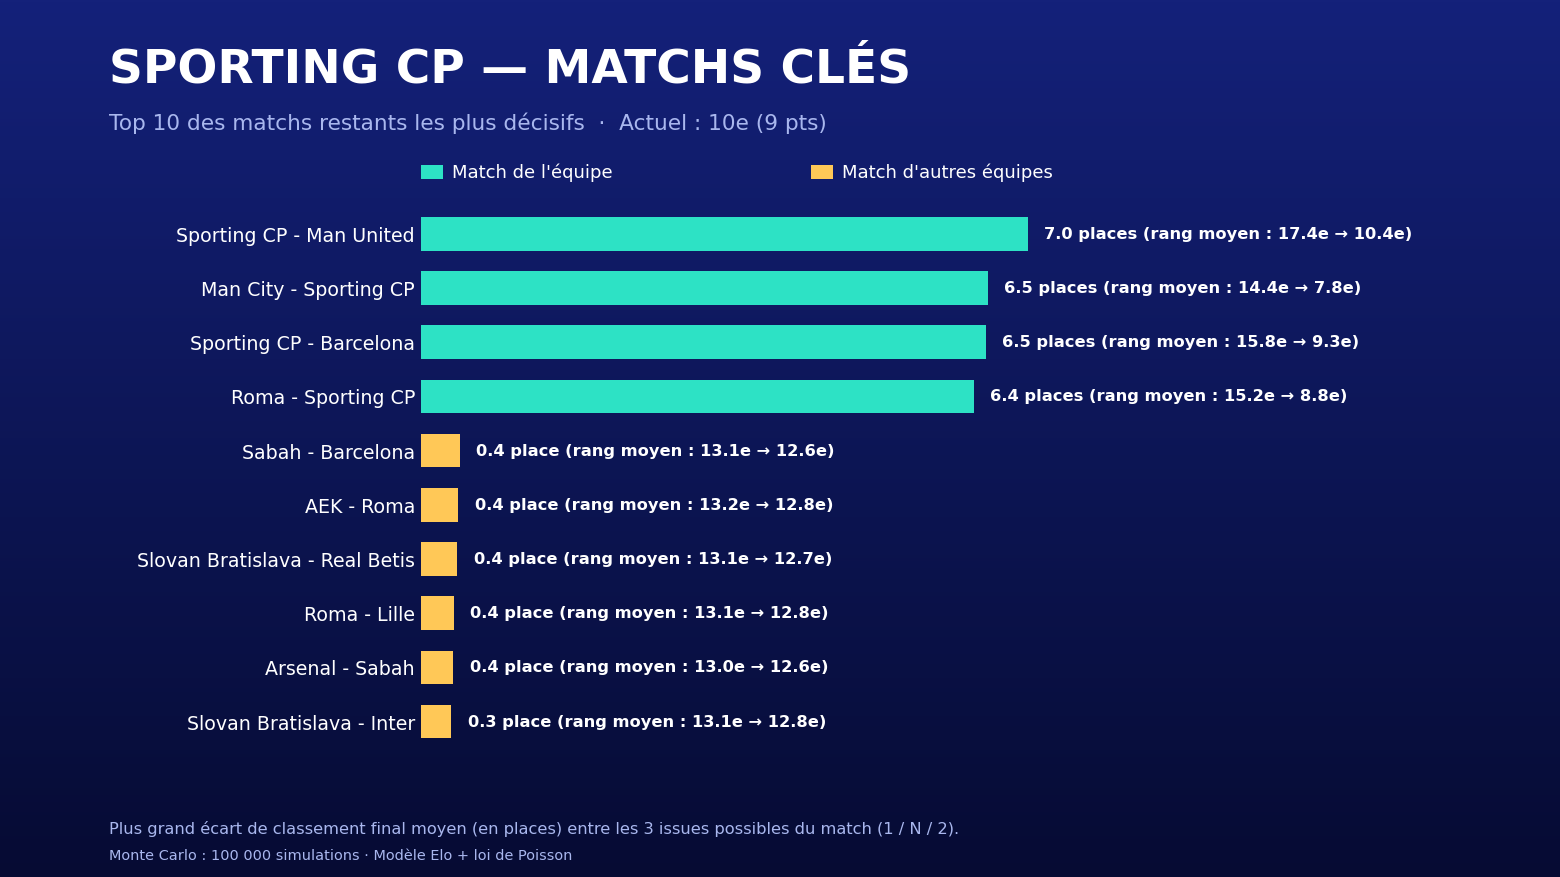 SPORTING CP — MATCHS CLÉS
Top 10 des matchs restants les plus décisifs · Actuel : 10e (9 pts)
Match de l'équipe Match d'autres équipes
Sporting CP - Man United 7.0 places (rang moyen : 17.4e → 10.4e)
Man City - Sporting CP 6.5 places (rang moyen : 14.4e → 7.8e)
Sporting CP - Barcelona 6.5 places (rang moyen : 15.8e → 9.3e)
Roma - Sporting CP 6.4 places (rang moyen : 15.2e → 8.8e)
Sabah - Barcelona 0.4 place (rang moyen : 13.1e → 12.6e)
AEK - Roma 0.4 place (rang moyen : 13.2e → 12.8e)
Slovan Bratislava - Real Betis 0.4 place (rang moyen : 13.1e → 12.7e)
Roma - Lille 0.4 place (rang moyen : 13.1e → 12.8e)
Arsenal - Sabah 0.4 place (rang moyen : 13.0e → 12.6e)
Slovan Bratislava - Inter 0.3 place (rang moyen : 13.1e → 12.8e)
Plus grand écart de classement final moyen (en places) entre les 3 issues possibles du match (1 / N / 2).
Monte Carlo : 100 000 simulations · Modèle Elo + loi de Poisson